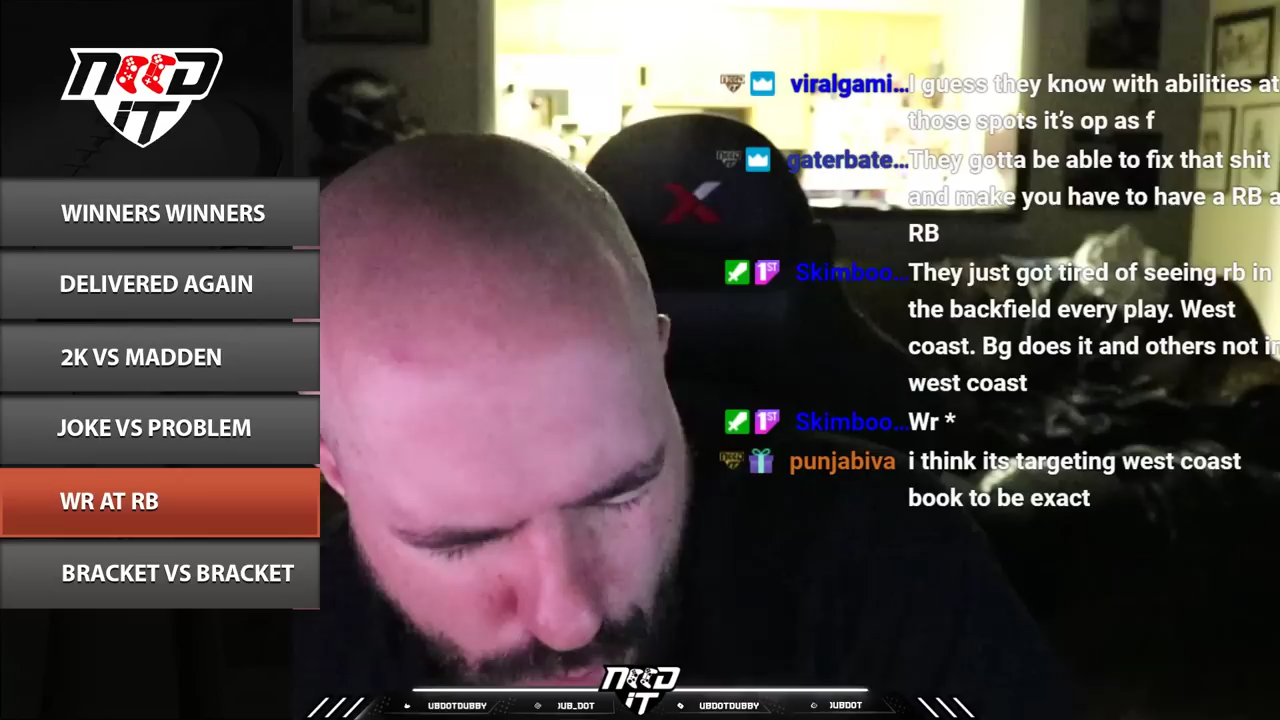 NEED
iT
WINNERS WINNERS
DELIVERED AGAIN
2K VS MADDEN
JOKE VS PROBLEM
WR AT RB
BRACKET VS BRACKET
viralgami... I guess they know with abilities at
those spots it's op as f
gaterbate... They gotta be able to fix that shit
and make you have to have a RB a
RB
Skimboo... They just got tired of seeing rb in
the backfield every play. West
coast. Bg does it and others not in
west coast
Skimboo... Wr *
punjabiva i think its targeting west coast
book to be exact
NEED
iT
UBDOTDUBBY
UBDOTDUBBY